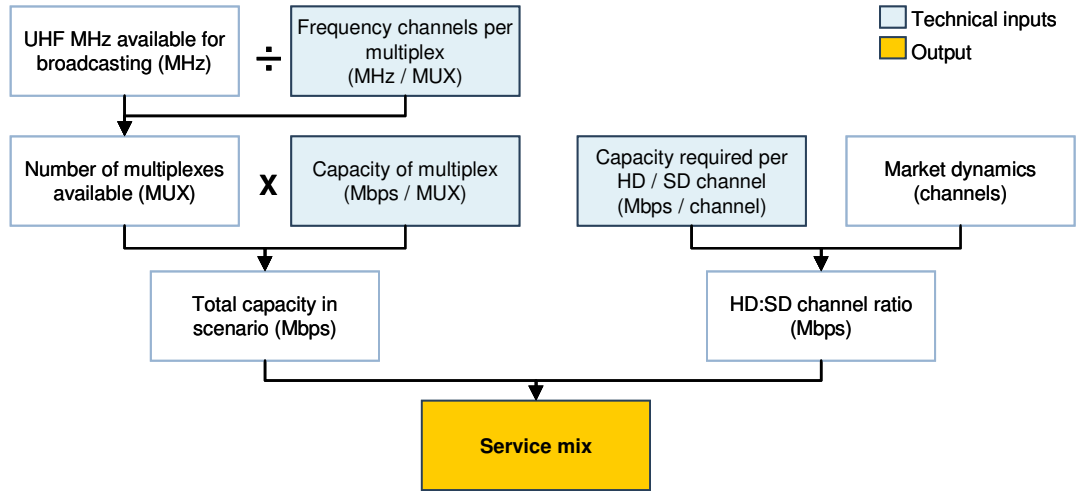 UHF MHz available for
broadcasting (MHz)
÷
Frequency channels per
multiplex
(MHz / MUX)
Technical inputs
Output
Number of multiplexes
available (MUX)
X
Capacity of multiplex
(Mbps / MUX)
Capacity required per
HD / SD channel
(Mbps / channel)
Market dynamics
(channels)
Total capacity in
scenario (Mbps)
HD:SD channel ratio
(Mbps)
Service mix